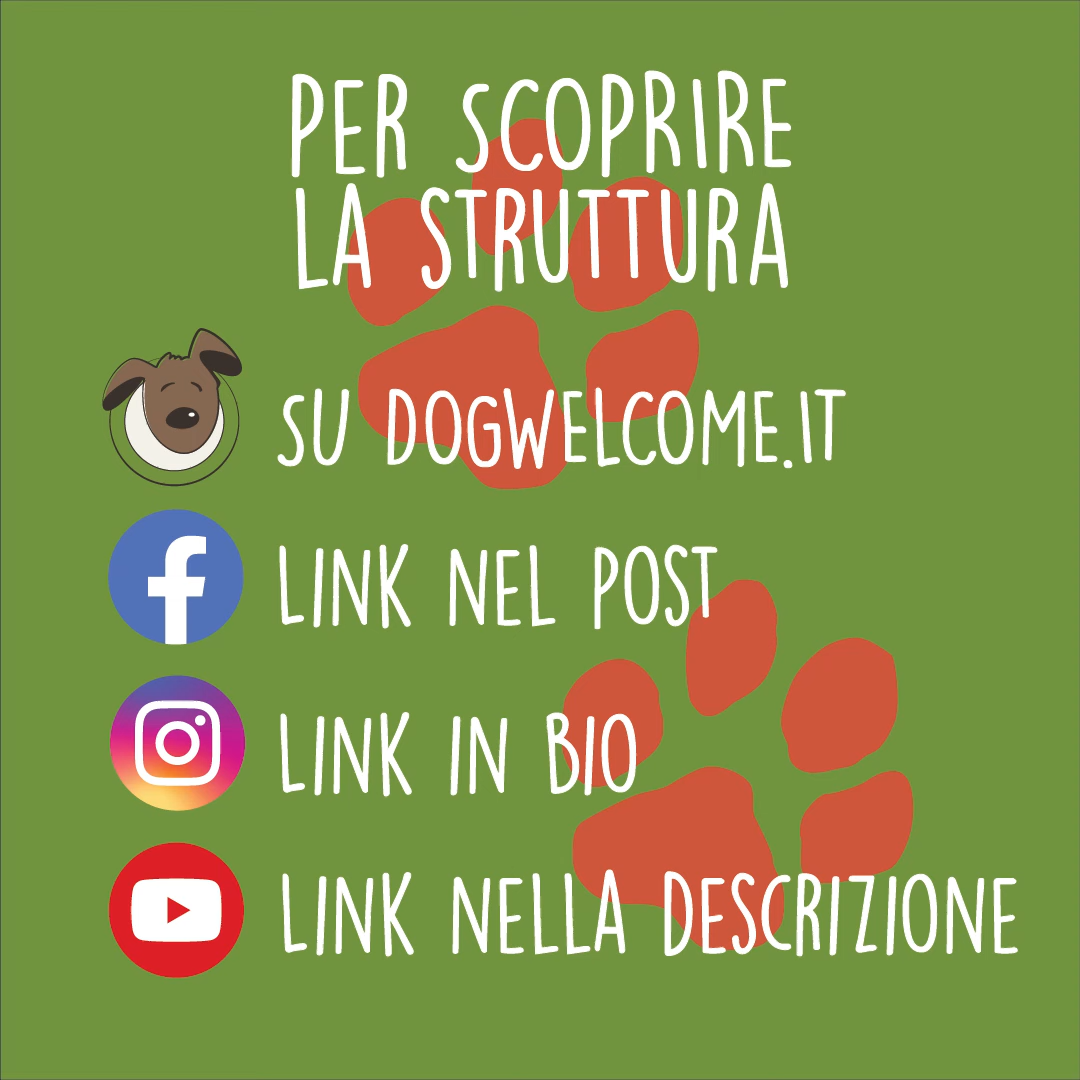 PER SCOPRIRE
LA STRUTTURA
SU DOGWELCOME.IT
LINK NEL POST
LINK IN BIO
LINK NELLA DESCRIZIONE